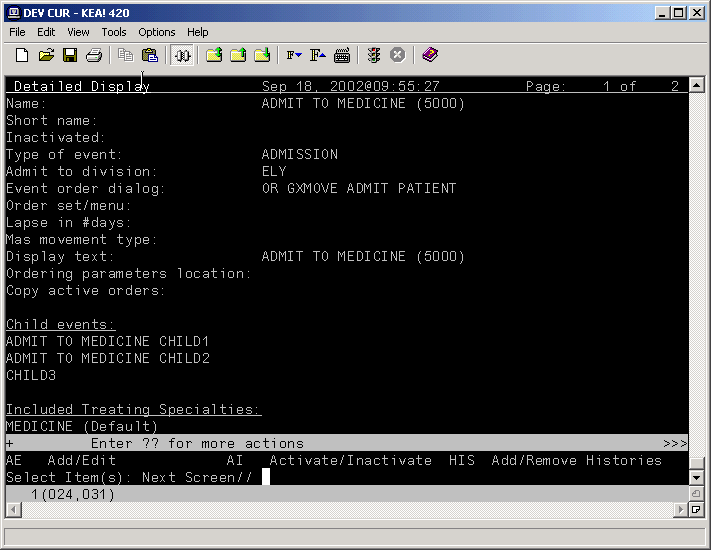 DEV CUR - KEA! 420
File Edit View Tools Options Help
Detailed Display Sep 18, 2002@09:55:27 Page: 1 of 2
Name: ADMIT TO MEDICINE (5000)
Short name:
Inactivated:
Type of event: ADMISSION
Admit to division: ELY
Event order dialog: OR GXMOVE ADMIT PATIENT
Order set/menu:
Lapse in #days:
Mas movement type:
Display text: ADMIT TO MEDICINE (5000)
Ordering parameters location:
Copy active orders:
Child events:
ADMIT TO MEDICINE CHILD1
ADMIT TO MEDICINE CHILD2
CHILD3
Included Treating Specialties:
MEDICINE (Default)
+ Enter ?? for more actions >>>
AE Add/Edit AI Activate/Inactivate HIS Add/Remove Histories
Select Item(s): Next Screen//
1(024,031)